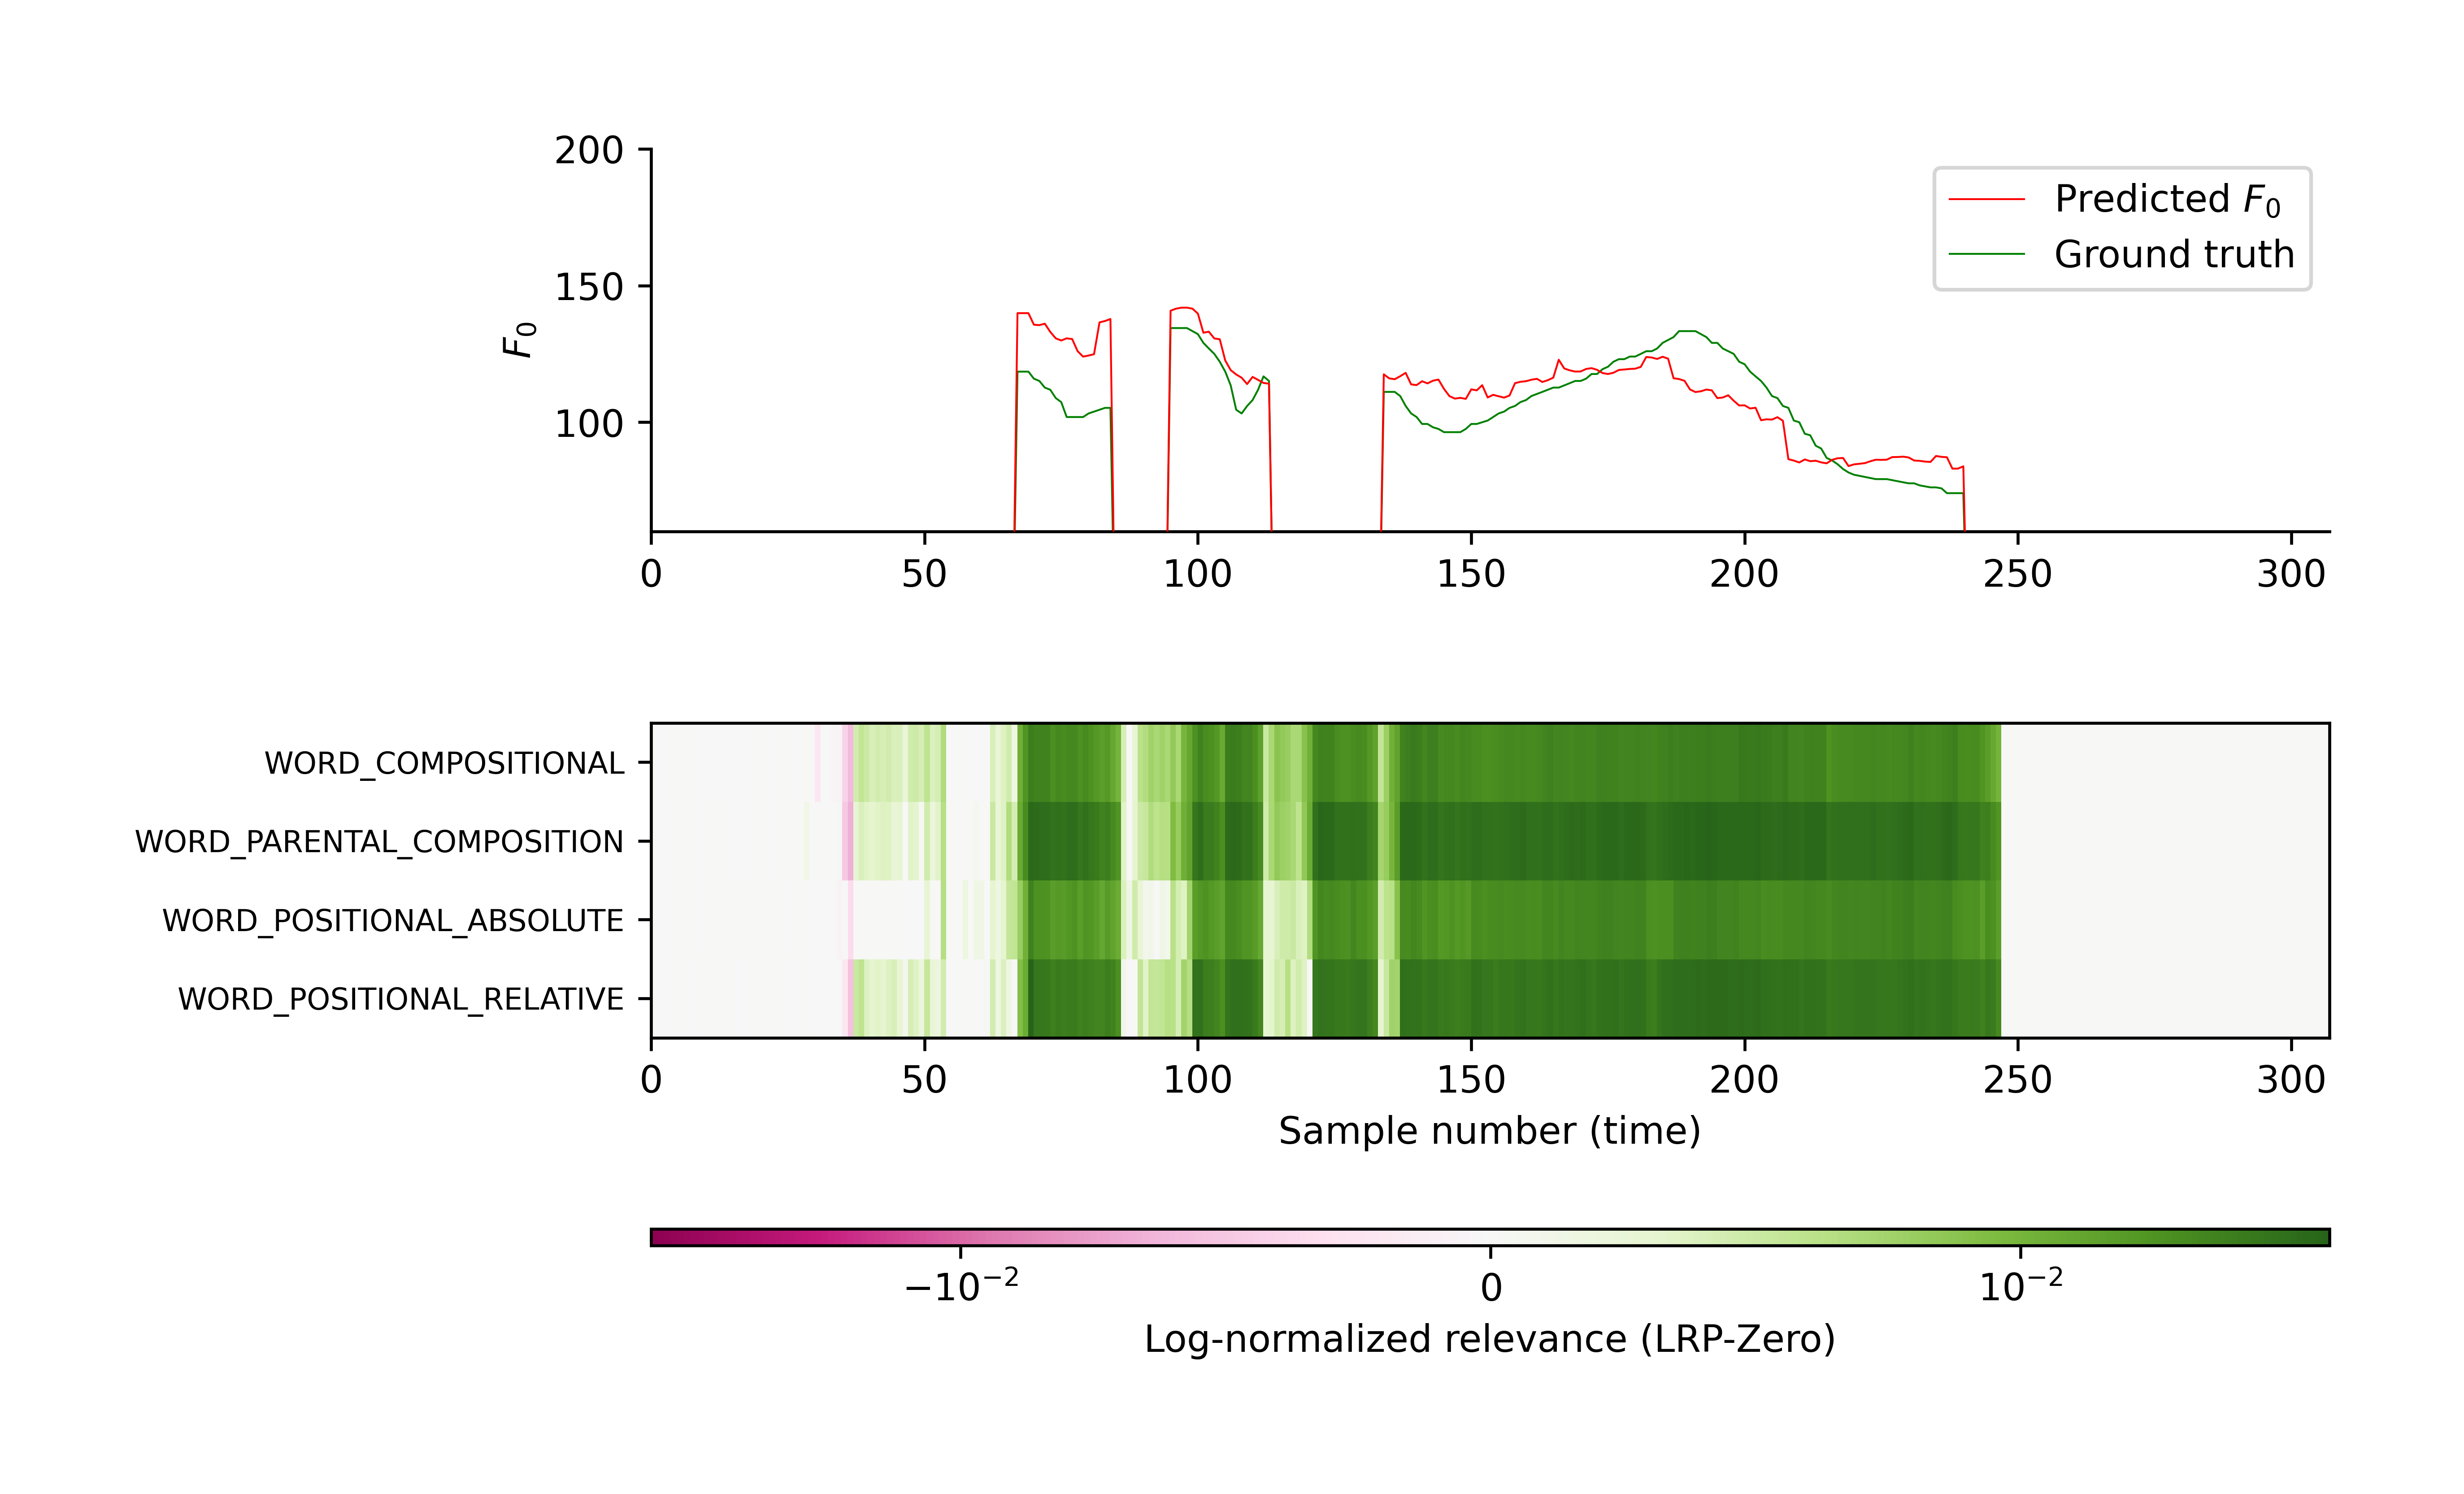 200
150
100
F₀
Predicted F₀
Ground truth
0 50 100 150 200 250 300
WORD_COMPOSITIONAL
WORD_PARENTAL_COMPOSITION
WORD_POSITIONAL_ABSOLUTE
WORD_POSITIONAL_RELATIVE
0 50 100 150 200 250 300
Sample number (time)
−10⁻² 0 10⁻²
Log-normalized relevance (LRP-Zero)